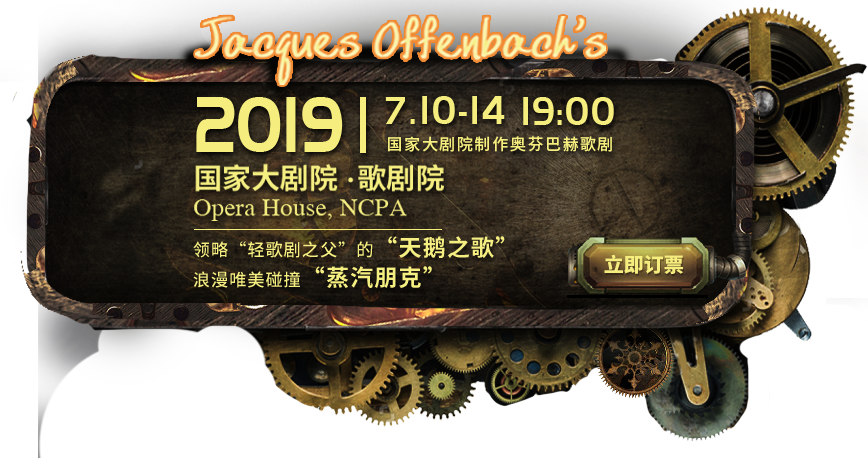 Jacques Offenbach's
2019 | 7.10-14 19:00
国家大剧院制作奥芬巴赫歌剧
国家大剧院·歌剧院
Opera House, NCPA
领略“轻歌剧之父”的“天鹅之歌”
浪漫唯美碰撞“蒸汽朋克”
立即订票